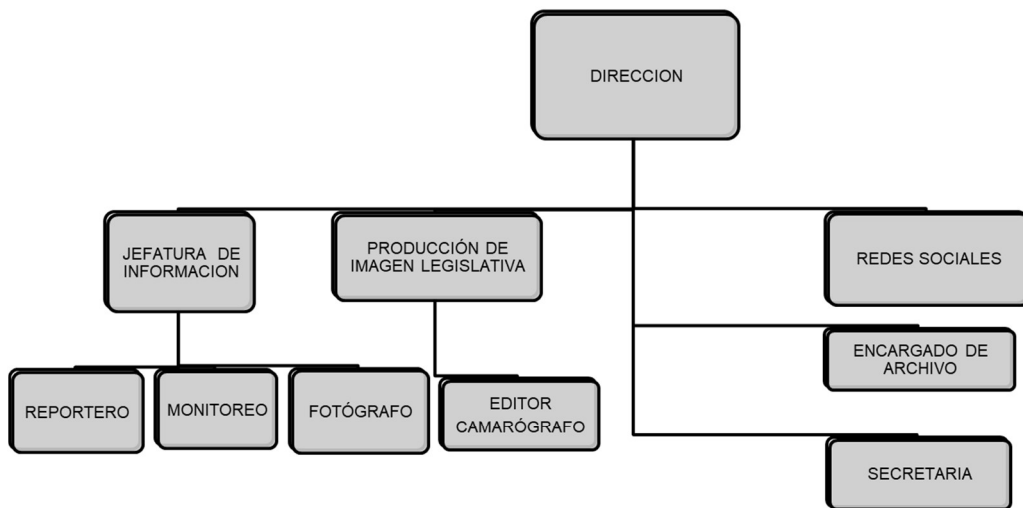 DIRECCION
JEFATURA DE
INFORMACION
PRODUCCIÓN DE
IMAGEN LEGISLATIVA
REDES SOCIALES
REPORTERO
MONITOREO
FOTÓGRAFO
EDITOR
CAMARÓGRAFO
ENCARGADO DE
ARCHIVO
SECRETARIA